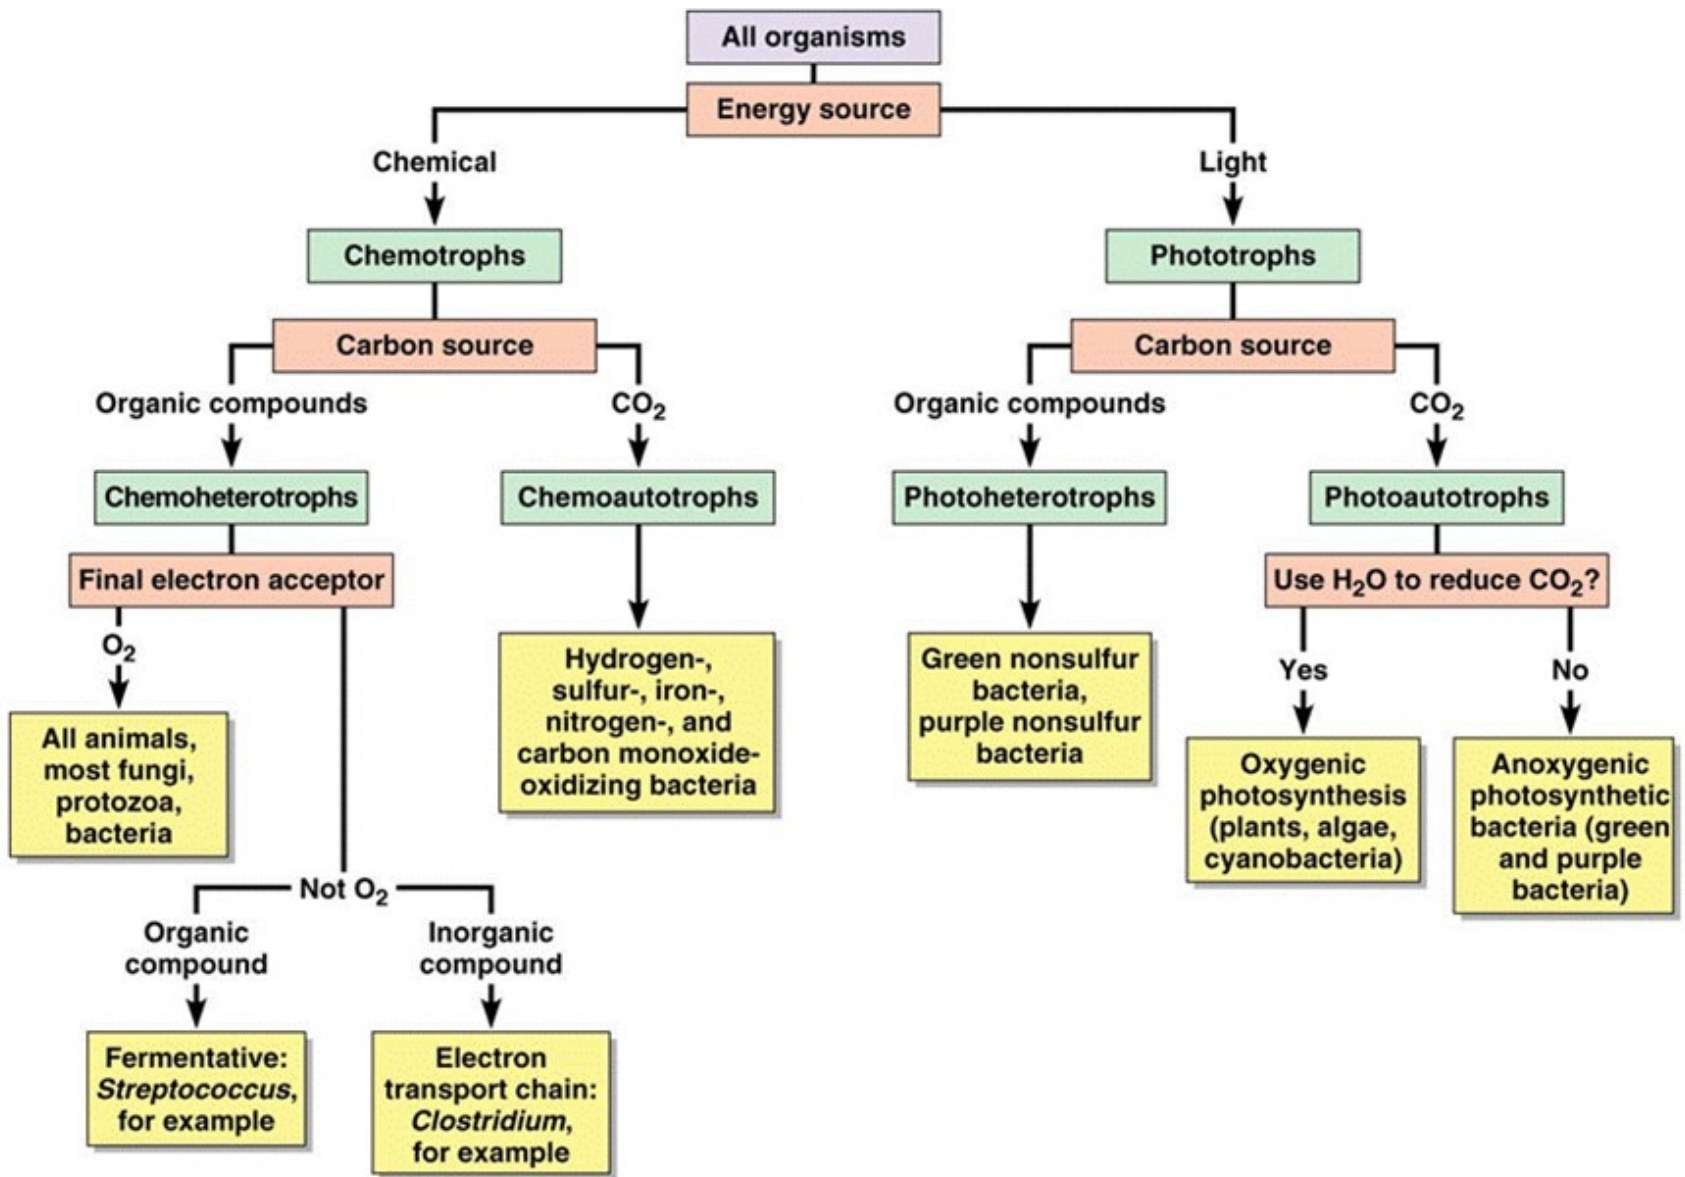 All organisms
Energy source
Chemical
Light
Chemotrophs
Phototrophs
Carbon source
Carbon source
Organic compounds
CO₂
Organic compounds
CO₂
Chemoheterotrophs
Chemoautotrophs
Photoheterotrophs
Photoautotrophs
Final electron acceptor
Use H₂O to reduce CO₂?
O₂
Hydrogen-,
sulfur-, iron-,
nitrogen-, and
carbon monoxide-
oxidizing bacteria
Green nonsulfur
bacteria,
purple nonsulfur
bacteria
Yes
No
All animals,
most fungi,
protozoa,
bacteria
Oxygenic
photosynthesis
(plants, algae,
cyanobacteria)
Anoxygenic
photosynthetic
bacteria (green
and purple
bacteria)
Not O₂
Organic
compound
Inorganic
compound
Fermentative:
Streptococcus,
for example
Electron
transport chain:
Clostridium,
for example